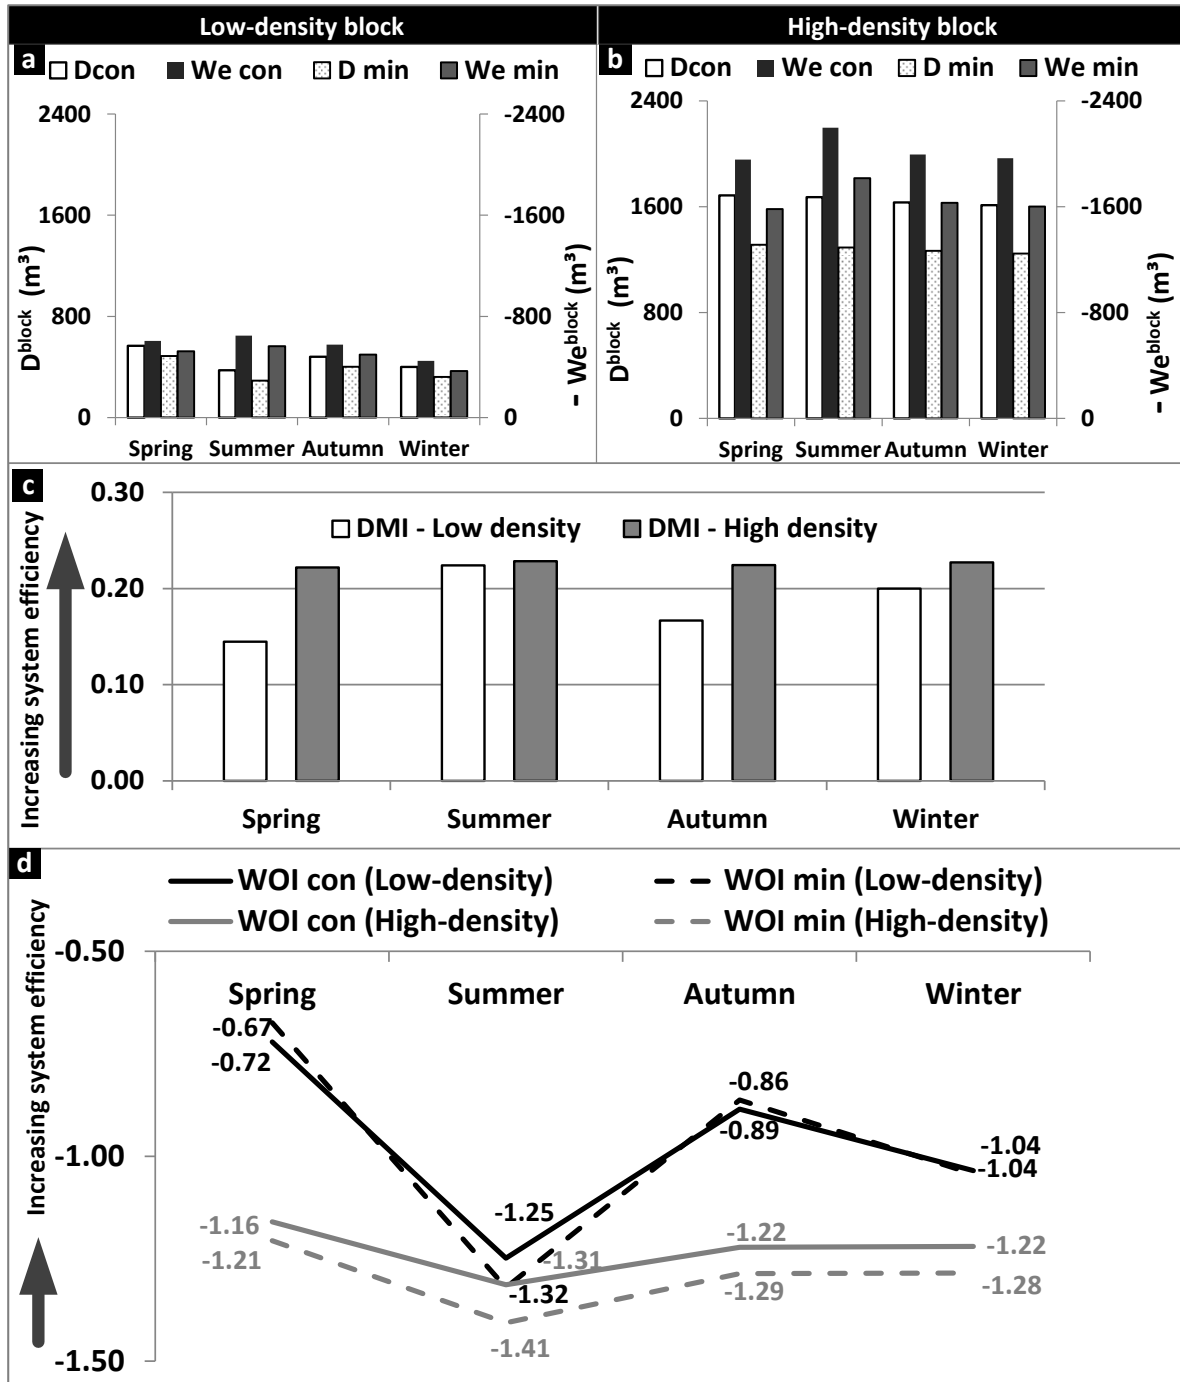 Low-density block
High-density block
a
Dcon We con D min We min
2400
1600
800
0
-2400
-1600
-800
0
D^block (m³)
- We^block (m³)
Spring Summer Autumn Winter
b
Dcon We con D min We min
2400
1600
800
0
-2400
-1600
-800
0
D^block (m³)
- We^block (m³)
Spring Summer Autumn Winter
c
Increasing system efficiency
0.30
0.20
0.10
0.00
DMI - Low density DMI - High density
Spring Summer Autumn Winter
d
Increasing system efficiency
WOI con (Low-density) WOI min (Low-density)
WOI con (High-density) WOI min (High-density)
-0.50
-1.00
-1.50
Spring Summer Autumn Winter
-0.67
-0.72
-0.86
-0.89
-1.04
-1.04
-1.25
-1.31
-1.32
-1.16
-1.21
-1.22
-1.29
-1.22
-1.28
-1.41